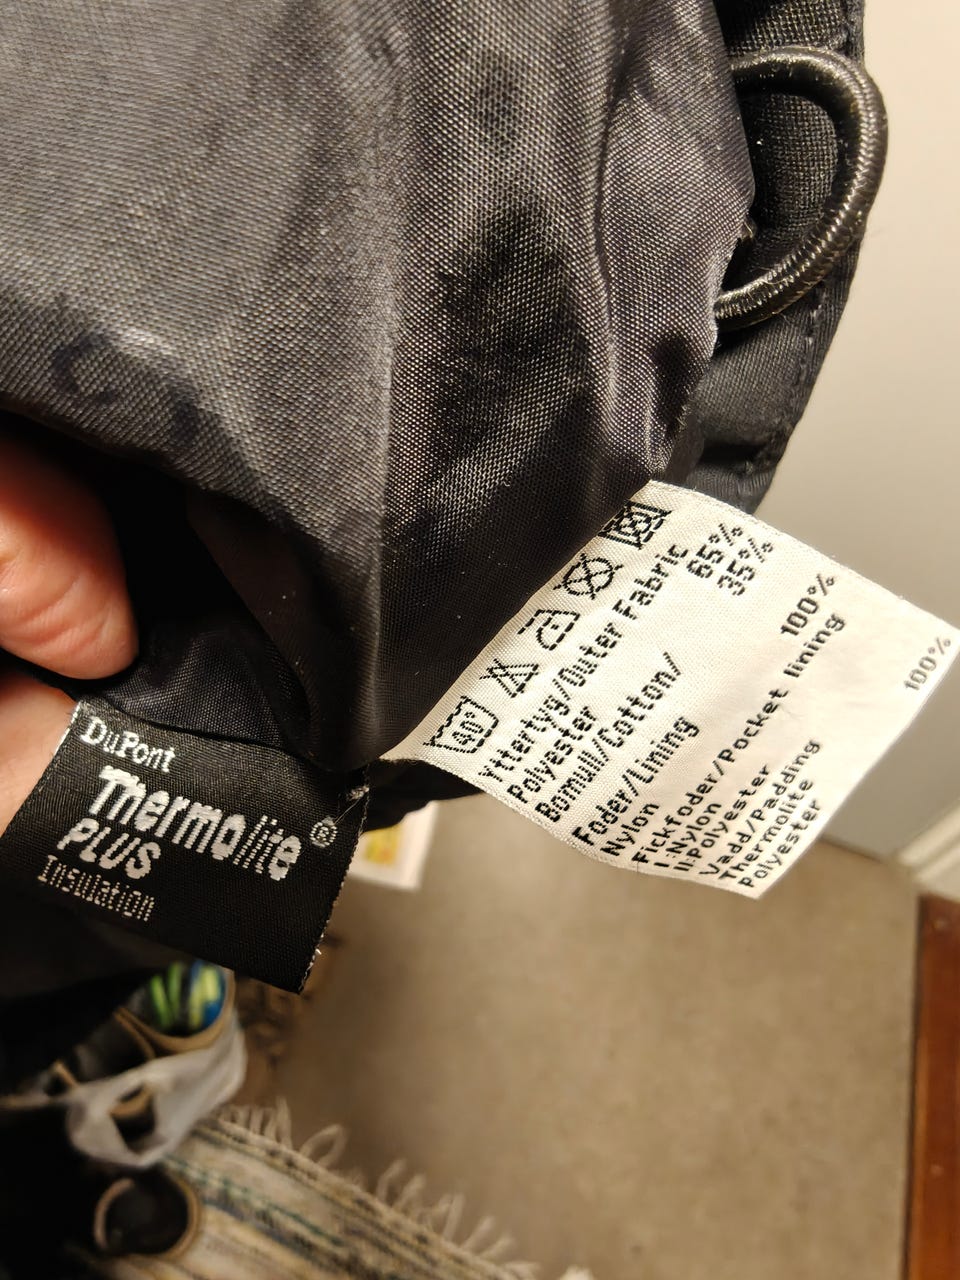 DuPont
Thermolite®
PLUS
Insulation
40°
Yttertyg/Outer Fabric
Polyester 65%
Bomull/Cotton/ 35%
Foder/Lining
Nylon 100%
Fickfoder/Pocket lining
I:Nylon
II:Polyester
Vadd/Padding
Thermolite
Polyester 100%